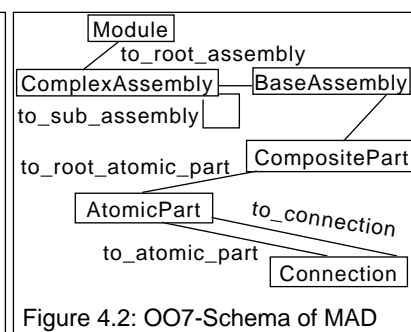 Module
to_root_assembly
ComplexAssembly BaseAssembly
to_sub_assembly
CompositePart
to_root_atomic_part
AtomicPart
to_connection
to_atomic_part
Connection
Figure 4.2: OO7-Schema of MAD